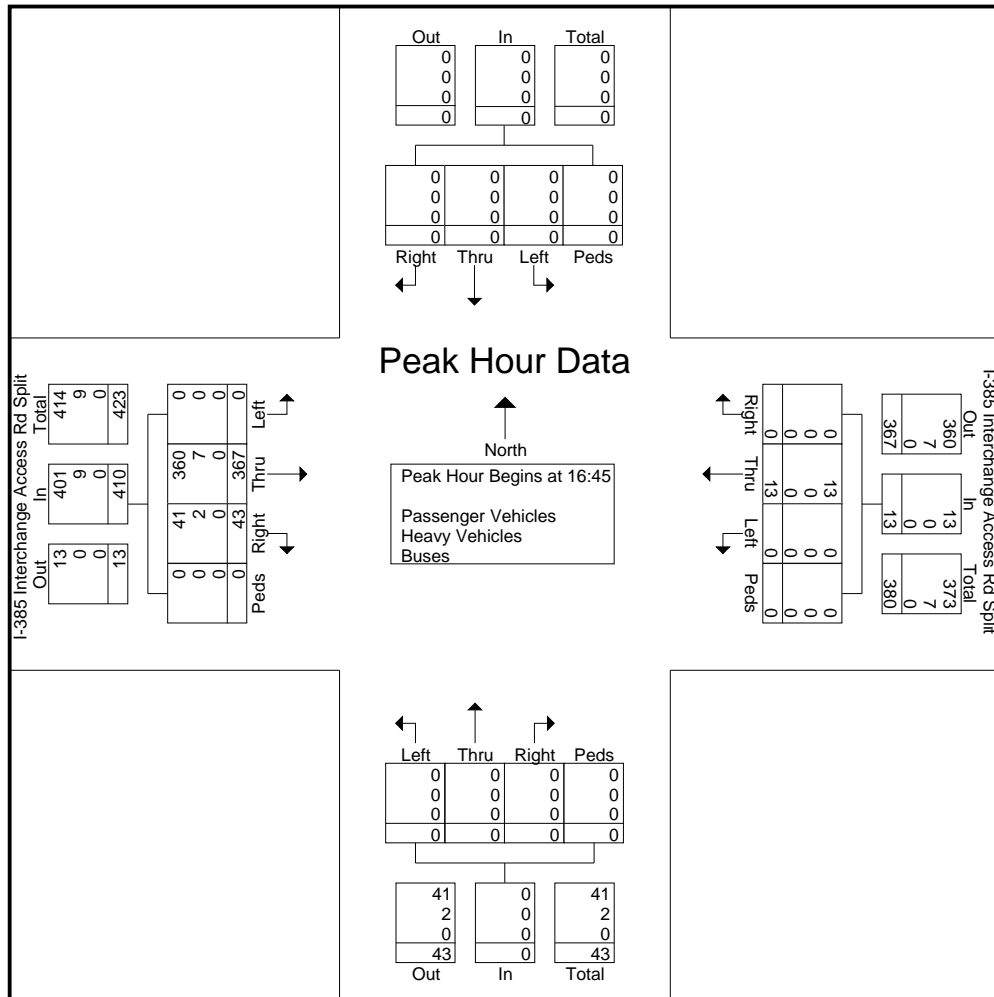 Out In Total
0 0 0
0 0 0
0 0 0
0 0 0
0 0 0 0
0 0 0 0
0 0 0 0
0 0 0 0
Right Thru Left Peds
Peak Hour Data
North
Peak Hour Begins at 16:45
Passenger Vehicles
Heavy Vehicles
Buses
I-385 Interchange Access Rd Split
Out In Total
13 401 414
0 9 9
0 0 0
13 410 423
Peds Right Thru Left
0 41 360 0
0 2 7 0
0 0 0 0
0 43 367 0
I-385 Interchange Access Rd Split
Out In Total
360 13 373
7 0 7
0 0 0
367 13 380
Right Thru Left Peds
0 13 0 0
0 0 0 0
0 0 0 0
0 13 0 0
Left Thru Right Peds
0 0 0 0
0 0 0 0
0 0 0 0
0 0 0 0
41 0 41
2 0 2
0 0 0
43 0 43
Out In Total